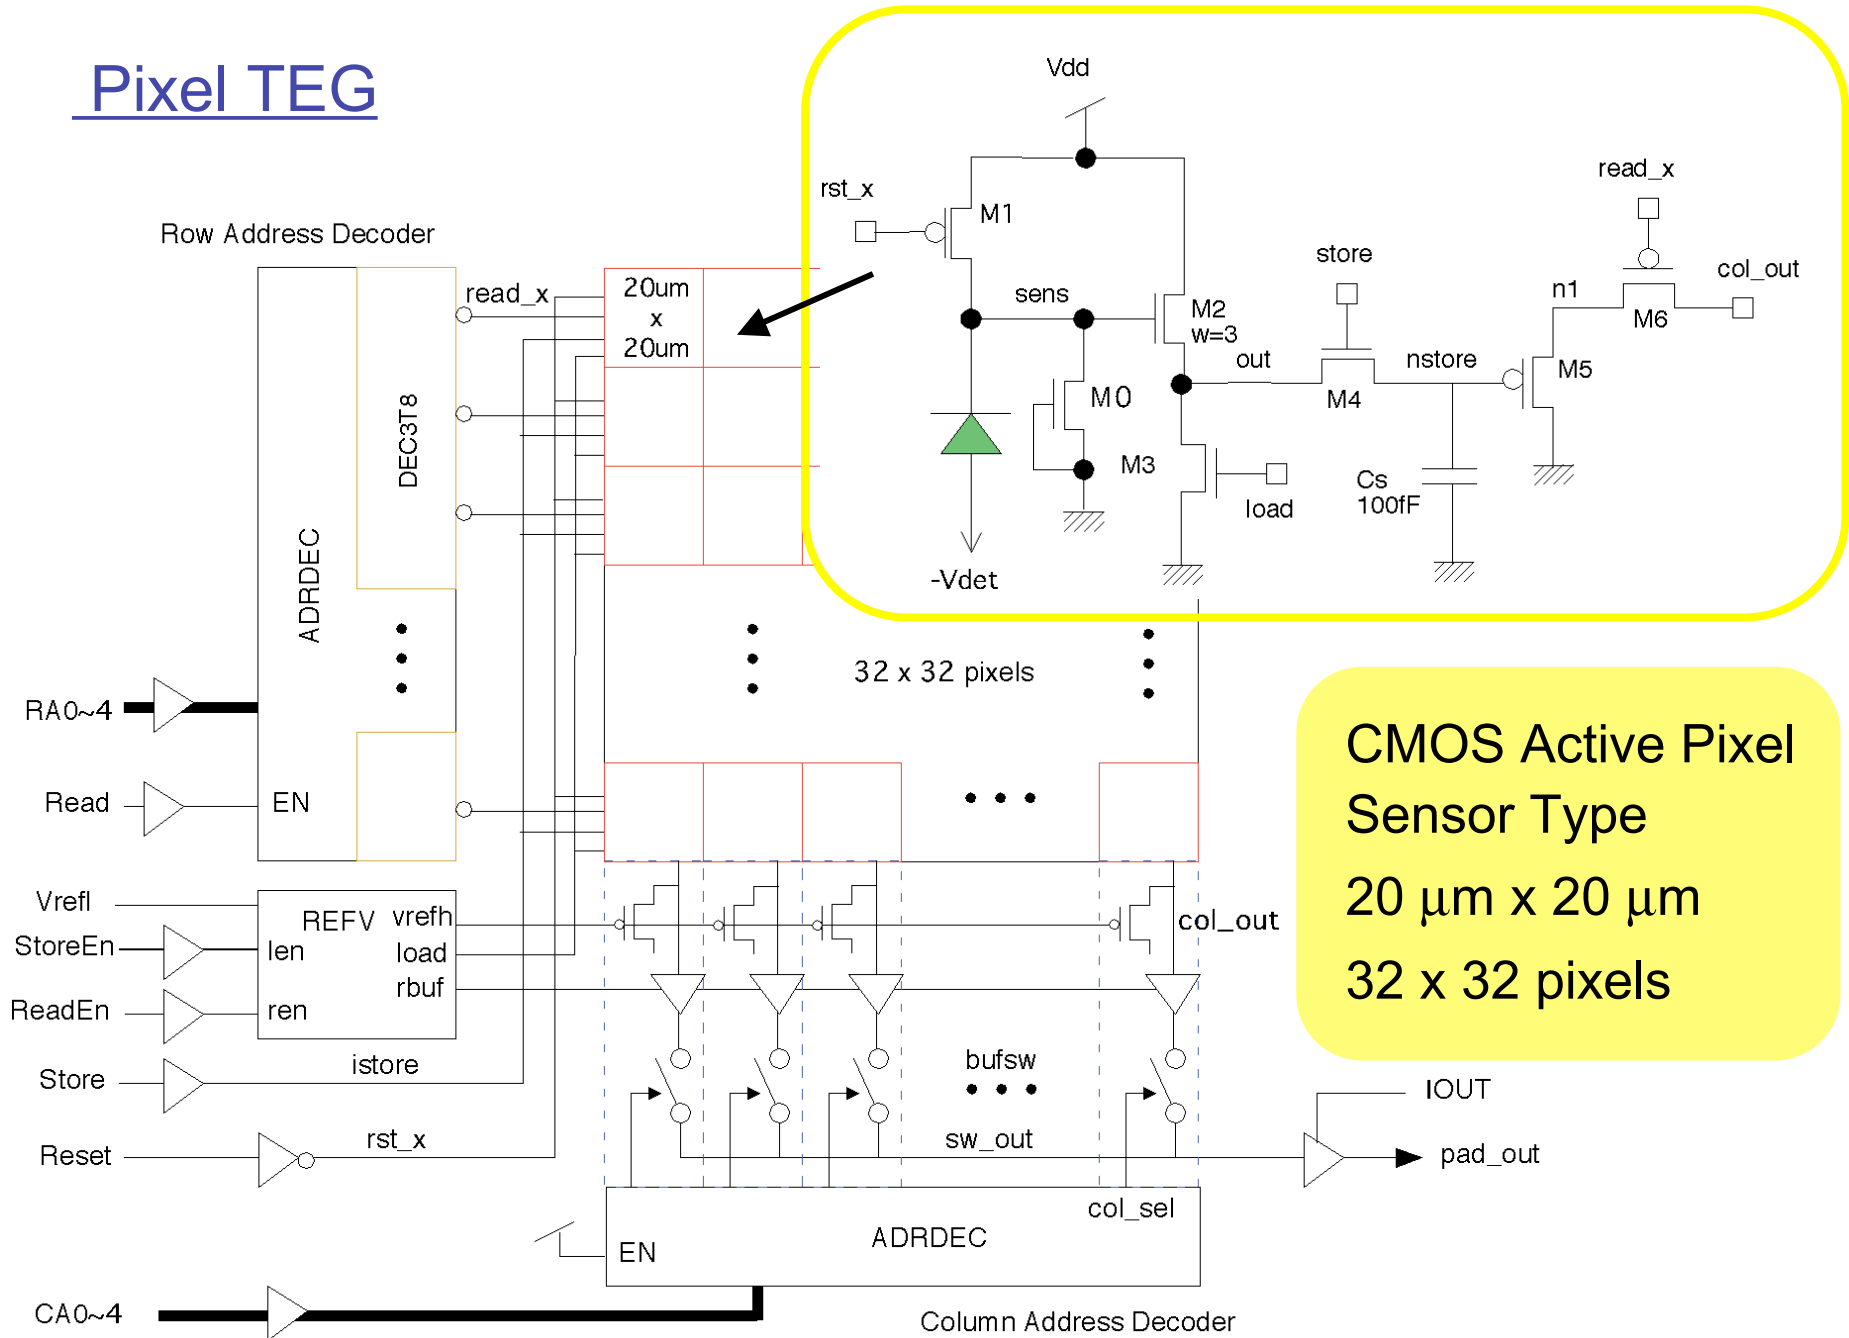 Pixel TEG
Vdd
rst_x
M1
read_x
store
col_out
sens
M2
w=3
n1
M6
out
nstore
M5
M0
M4
M3
Cs
100fF
load
-Vdet
Row Address Decoder
read_x
20um
x
20um
DEC3T8
ADRDEC
32 x 32 pixels
RA0~4
Read
EN
CMOS Active Pixel
Sensor Type
20 μm x 20 μm
32 x 32 pixels
Vrefl
REFV
vrefh
StoreEn
len
load
rbuf
ReadEn
ren
col_out
Store
istore
bufsw
IOUT
Reset
rst_x
sw_out
pad_out
col_sel
EN
ADRDEC
CA0~4
Column Address Decoder